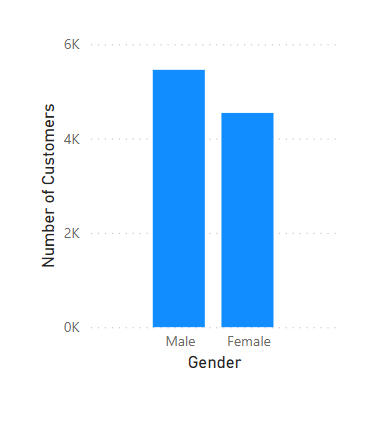 6K
4K
2K
0K
Number of Customers
Male
Female
Gender